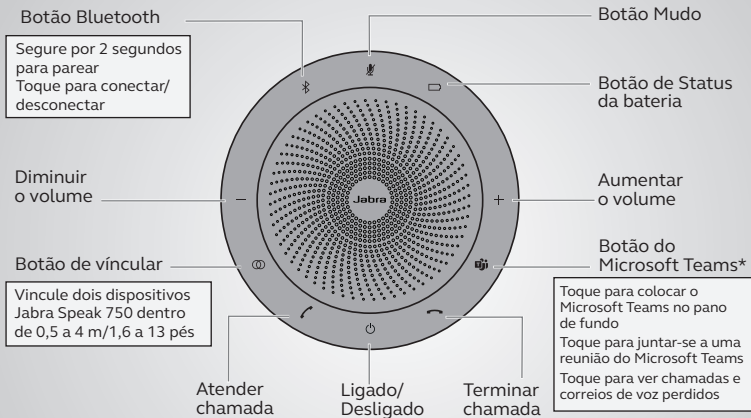 Botão Bluetooth
Segure por 2 segundos
para parear
Toque para conectar/
desconectar
Botão Mudo
Botão de Status
da bateria
Diminuir
o volume
Jabra
Aumentar
o volume
Botão de víncular
Vincule dois dispositivos
Jabra Speak 750 dentro
de 0,5 a 4 m/1,6 a 13 pés
Botão do
Microsoft Teams*
Toque para colocar o
Microsoft Teams no pano
de fundo
Toque para juntar-se a uma
reunião do Microsoft Teams
Toque para ver chamadas e
correios de voz perdidos
Atender
chamada
Ligado/
Desligado
Terminar
chamada